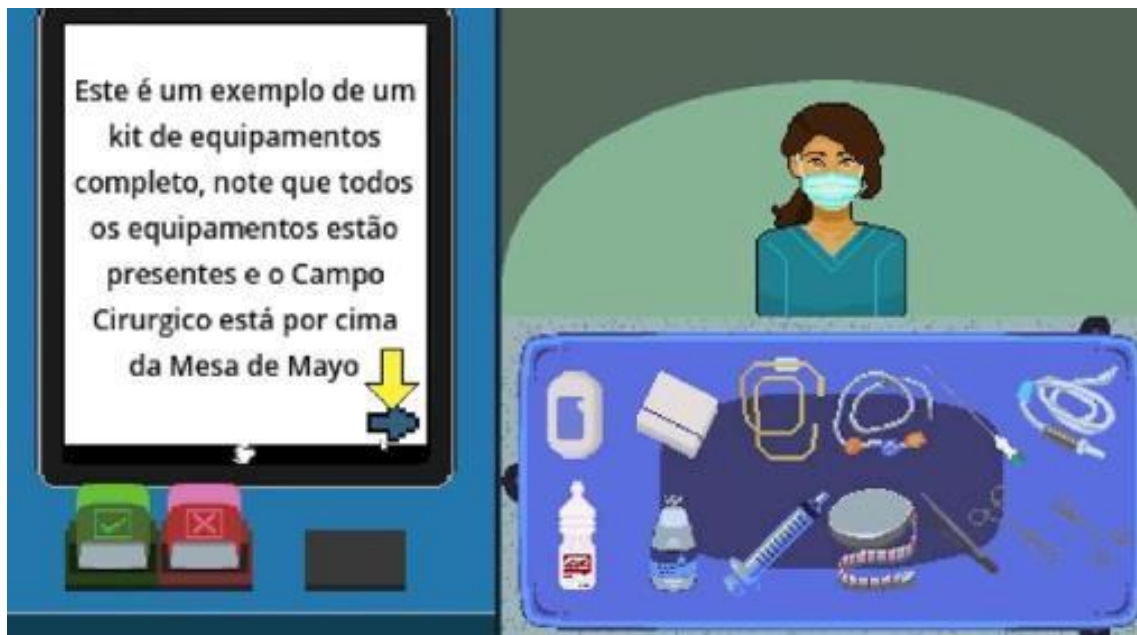 Este é um exemplo de um
kit de equipamentos
completo, note que todos
os equipamentos estão
presentes e o Campo
Cirurgico está por cima
da Mesa de Mayo